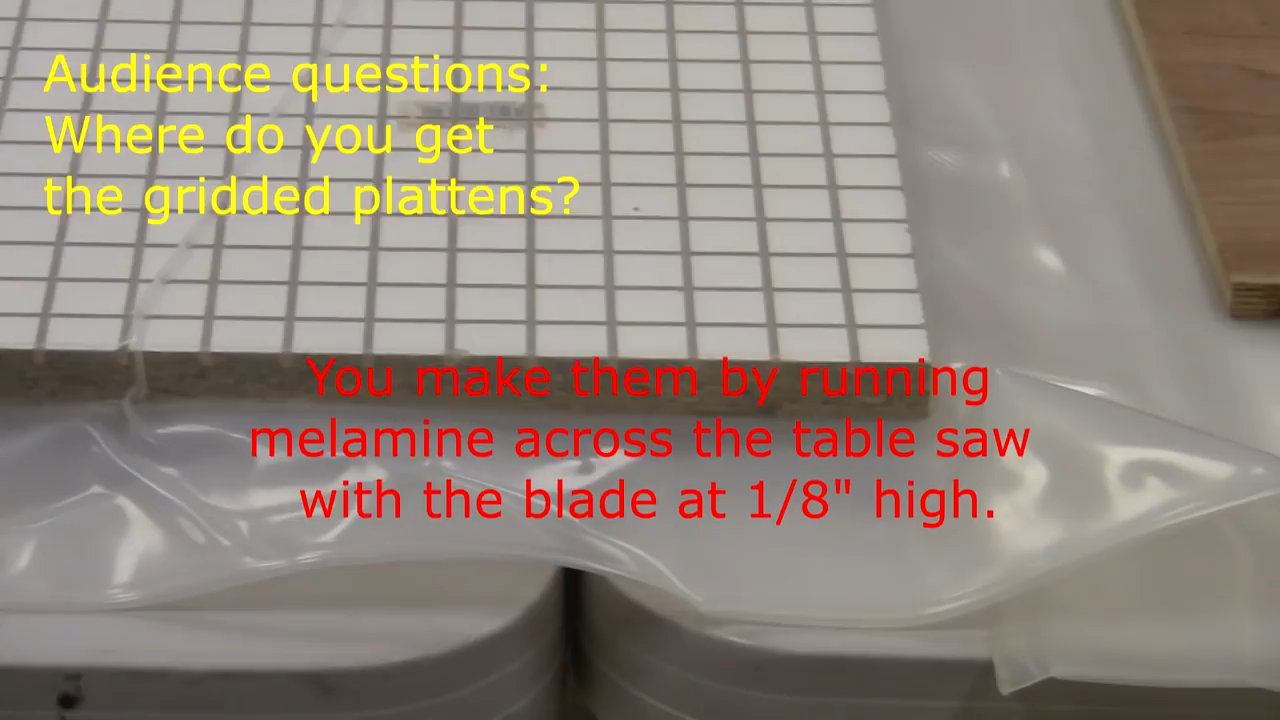 Audience questions:
Where do you get
the gridded plattens?
You make them by running
melamine across the table saw
with the blade at 1/8" high.